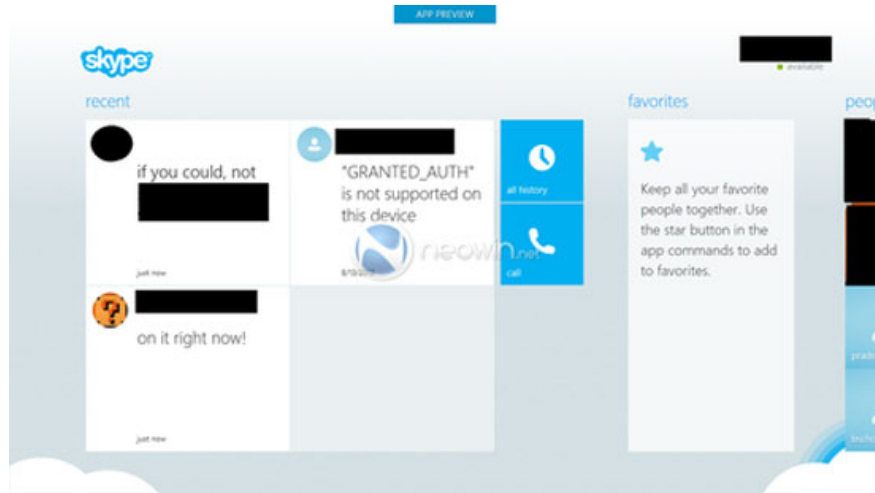 APP PREVIEW
skype
available
recent
favorites
if you could, not
just now
"GRANTED_AUTH"
is not supported on
this device
all history
call
neowin.net
on it right now!
just now
Keep all your favorite
people together. Use
the star button in the
app commands to add
to favorites.